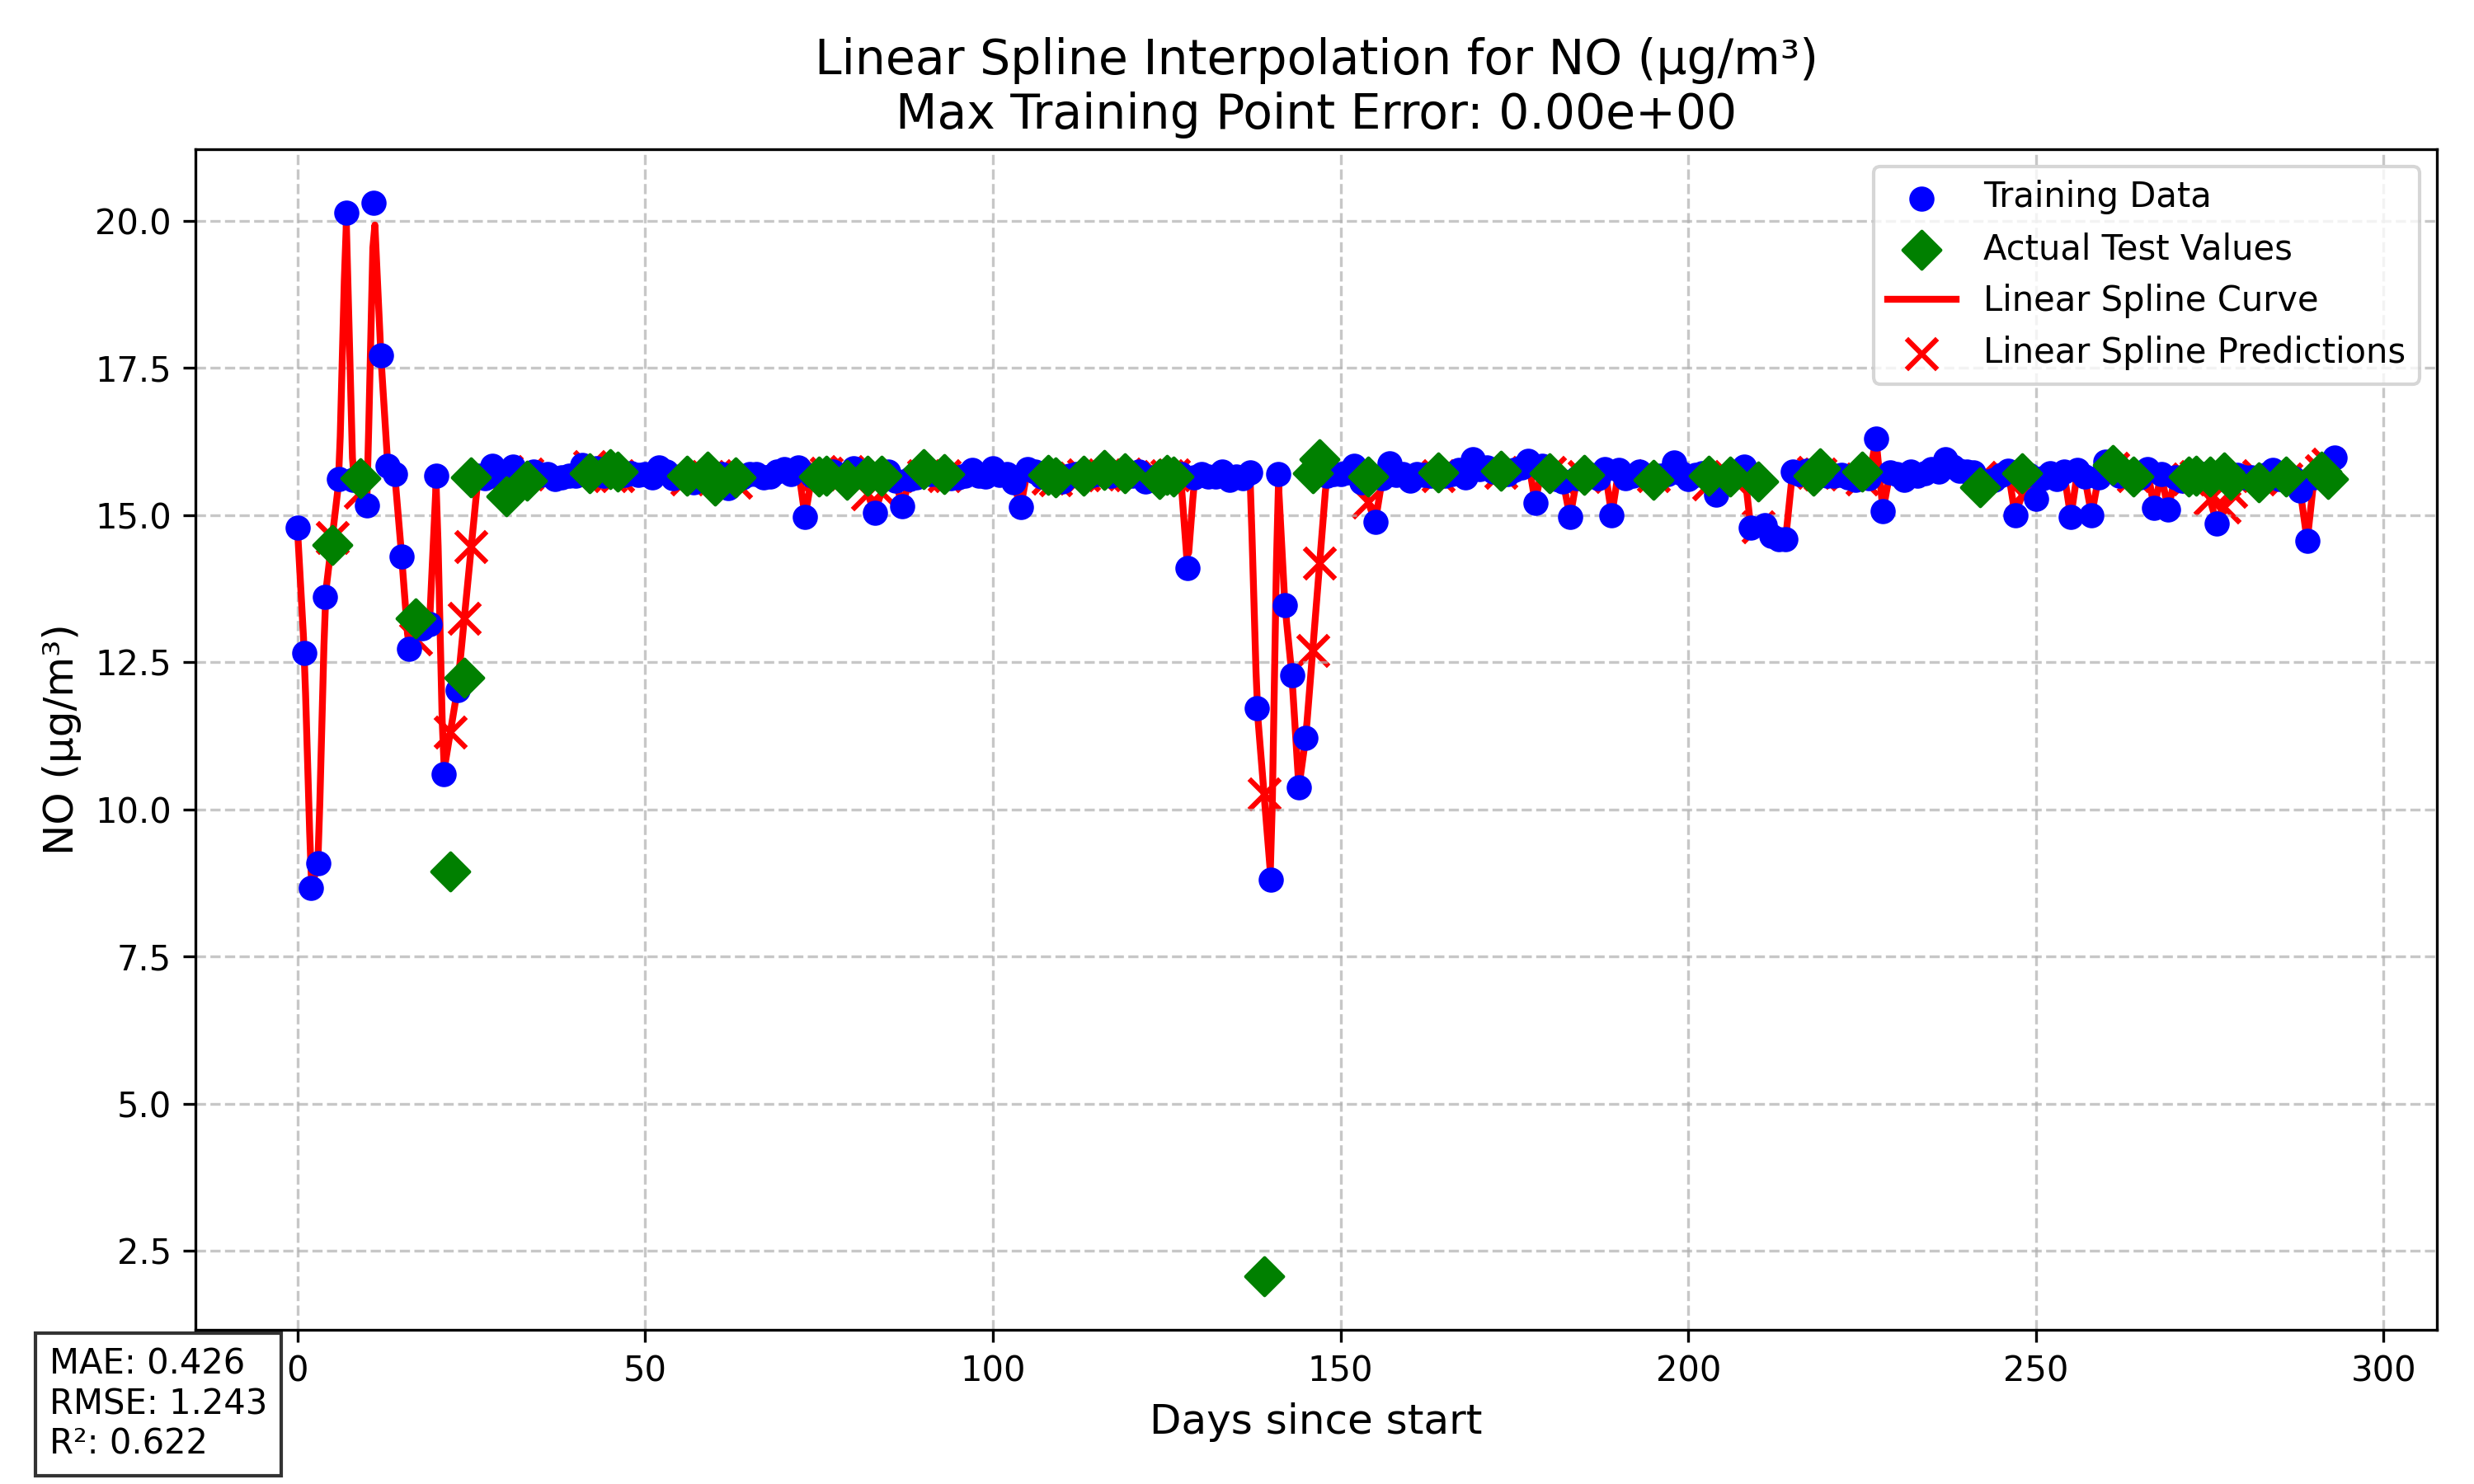 Linear Spline Interpolation for NO (µg/m³)
Max Training Point Error: 0.00e+00
Training Data
Actual Test Values
Linear Spline Curve
Linear Spline Predictions
20.0
17.5
15.0
12.5
10.0
7.5
5.0
2.5
NO (µg/m³)
0 50 100 150 200 250 300
Days since start
MAE: 0.426
RMSE: 1.243
R²: 0.622